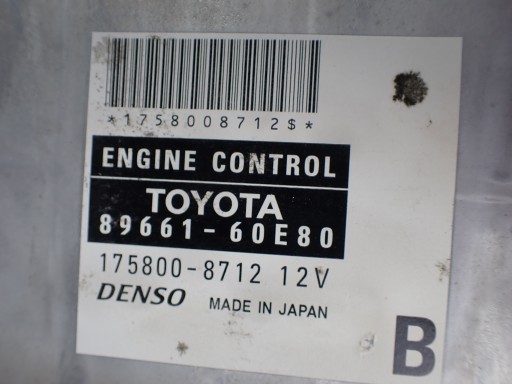 *1758008712$*
ENGINE CONTROL
TOYOTA
89661-60E80
175800-8712 12V
DENSO MADE IN JAPAN
B